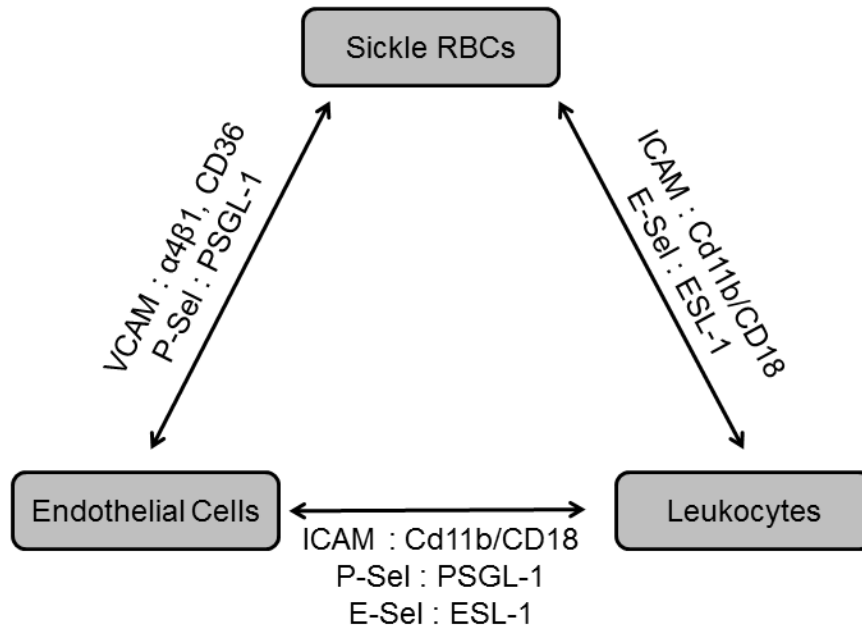 Sickle RBCs
VCAM : α4β1, CD36
P-Sel : PSGL-1
ICAM : Cd11b/CD18
E-Sel : ESL-1
Endothelial Cells
Leukocytes
ICAM : Cd11b/CD18
P-Sel : PSGL-1
E-Sel : ESL-1